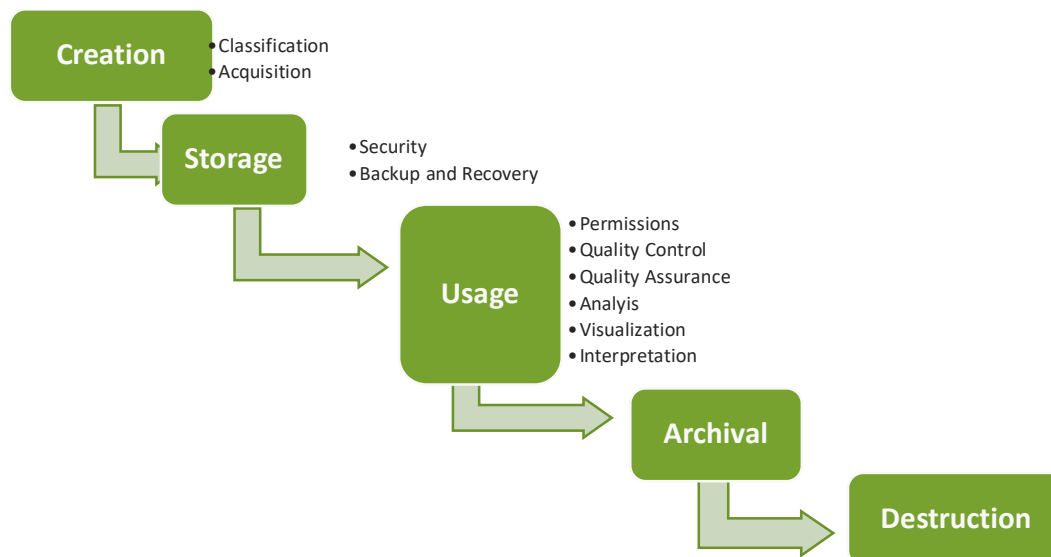 Creation
•Classification
•Acquisition
Storage
•Security
•Backup and Recovery
Usage
•Permissions
•Quality Control
•Quality Assurance
•Analyis
•Visualization
•Interpretation
Archival
Destruction